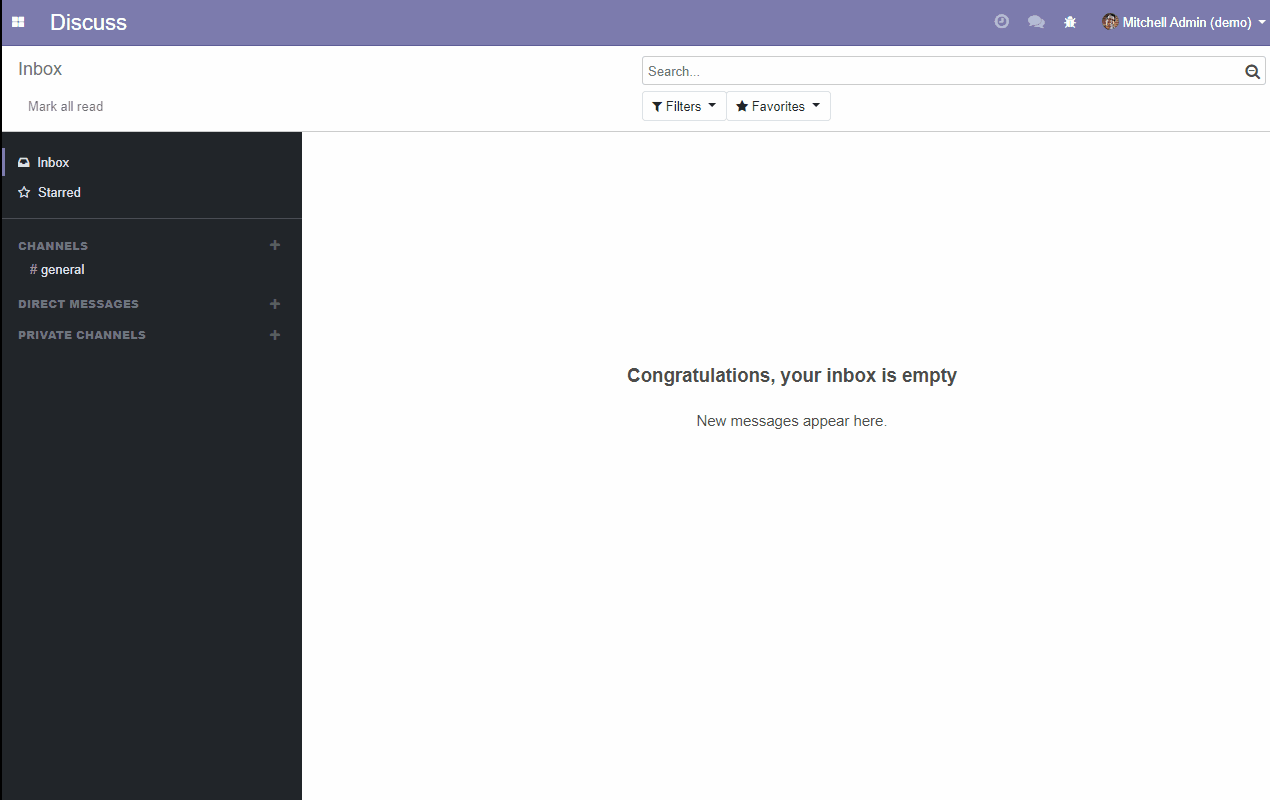 Discuss
Mitchell Admin (demo)
Inbox
Search...
Mark all read
Filters
Favorites
Inbox
Starred
CHANNELS
# general
DIRECT MESSAGES
PRIVATE CHANNELS
Congratulations, your inbox is empty
New messages appear here.